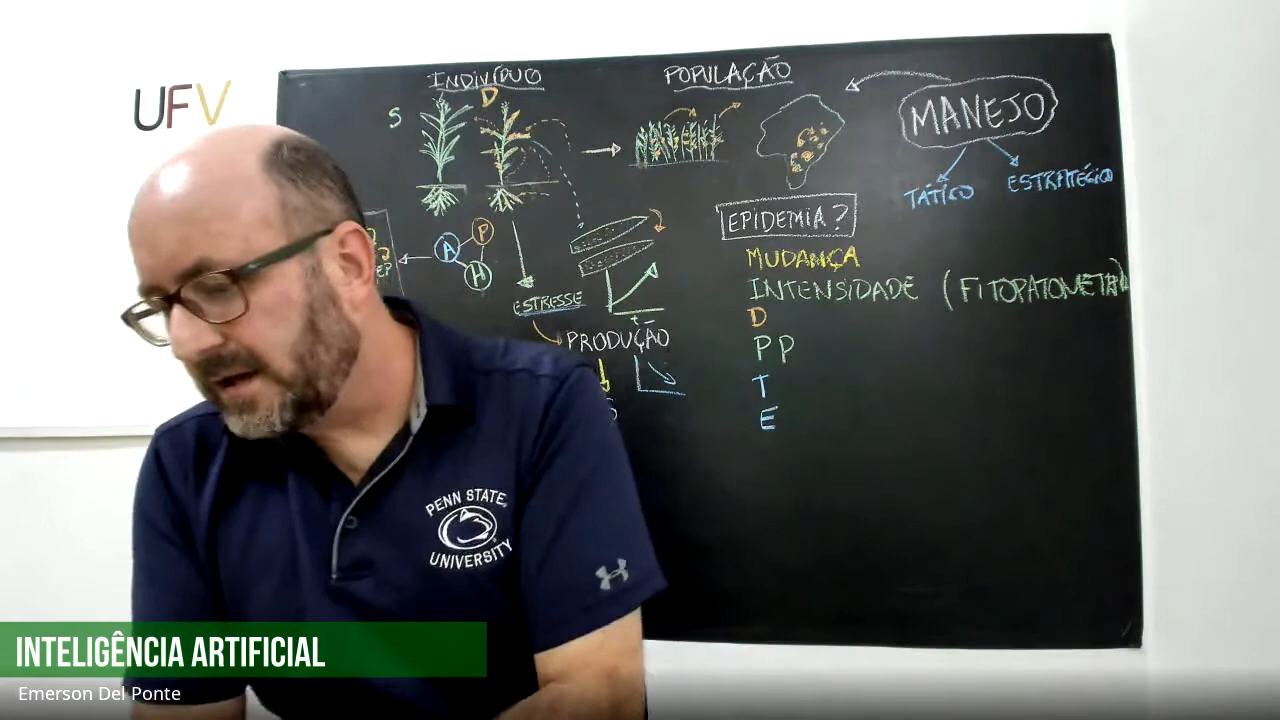 UFV
INDIVÍDUO
POPULAÇÃO
MANEJO
S
D
TÁTICO
ESTRATÉGICO
EPIDEMIA?
P
A
H
EP
MUDANÇA
ESTRESSE
INTENSIDADE (FITOPATOMETRIA)
t
D
PRODUÇÃO
PP
T
E
PENN STATE
UNIVERSITY
INTELIGÊNCIA ARTIFICIAL
Emerson Del Ponte